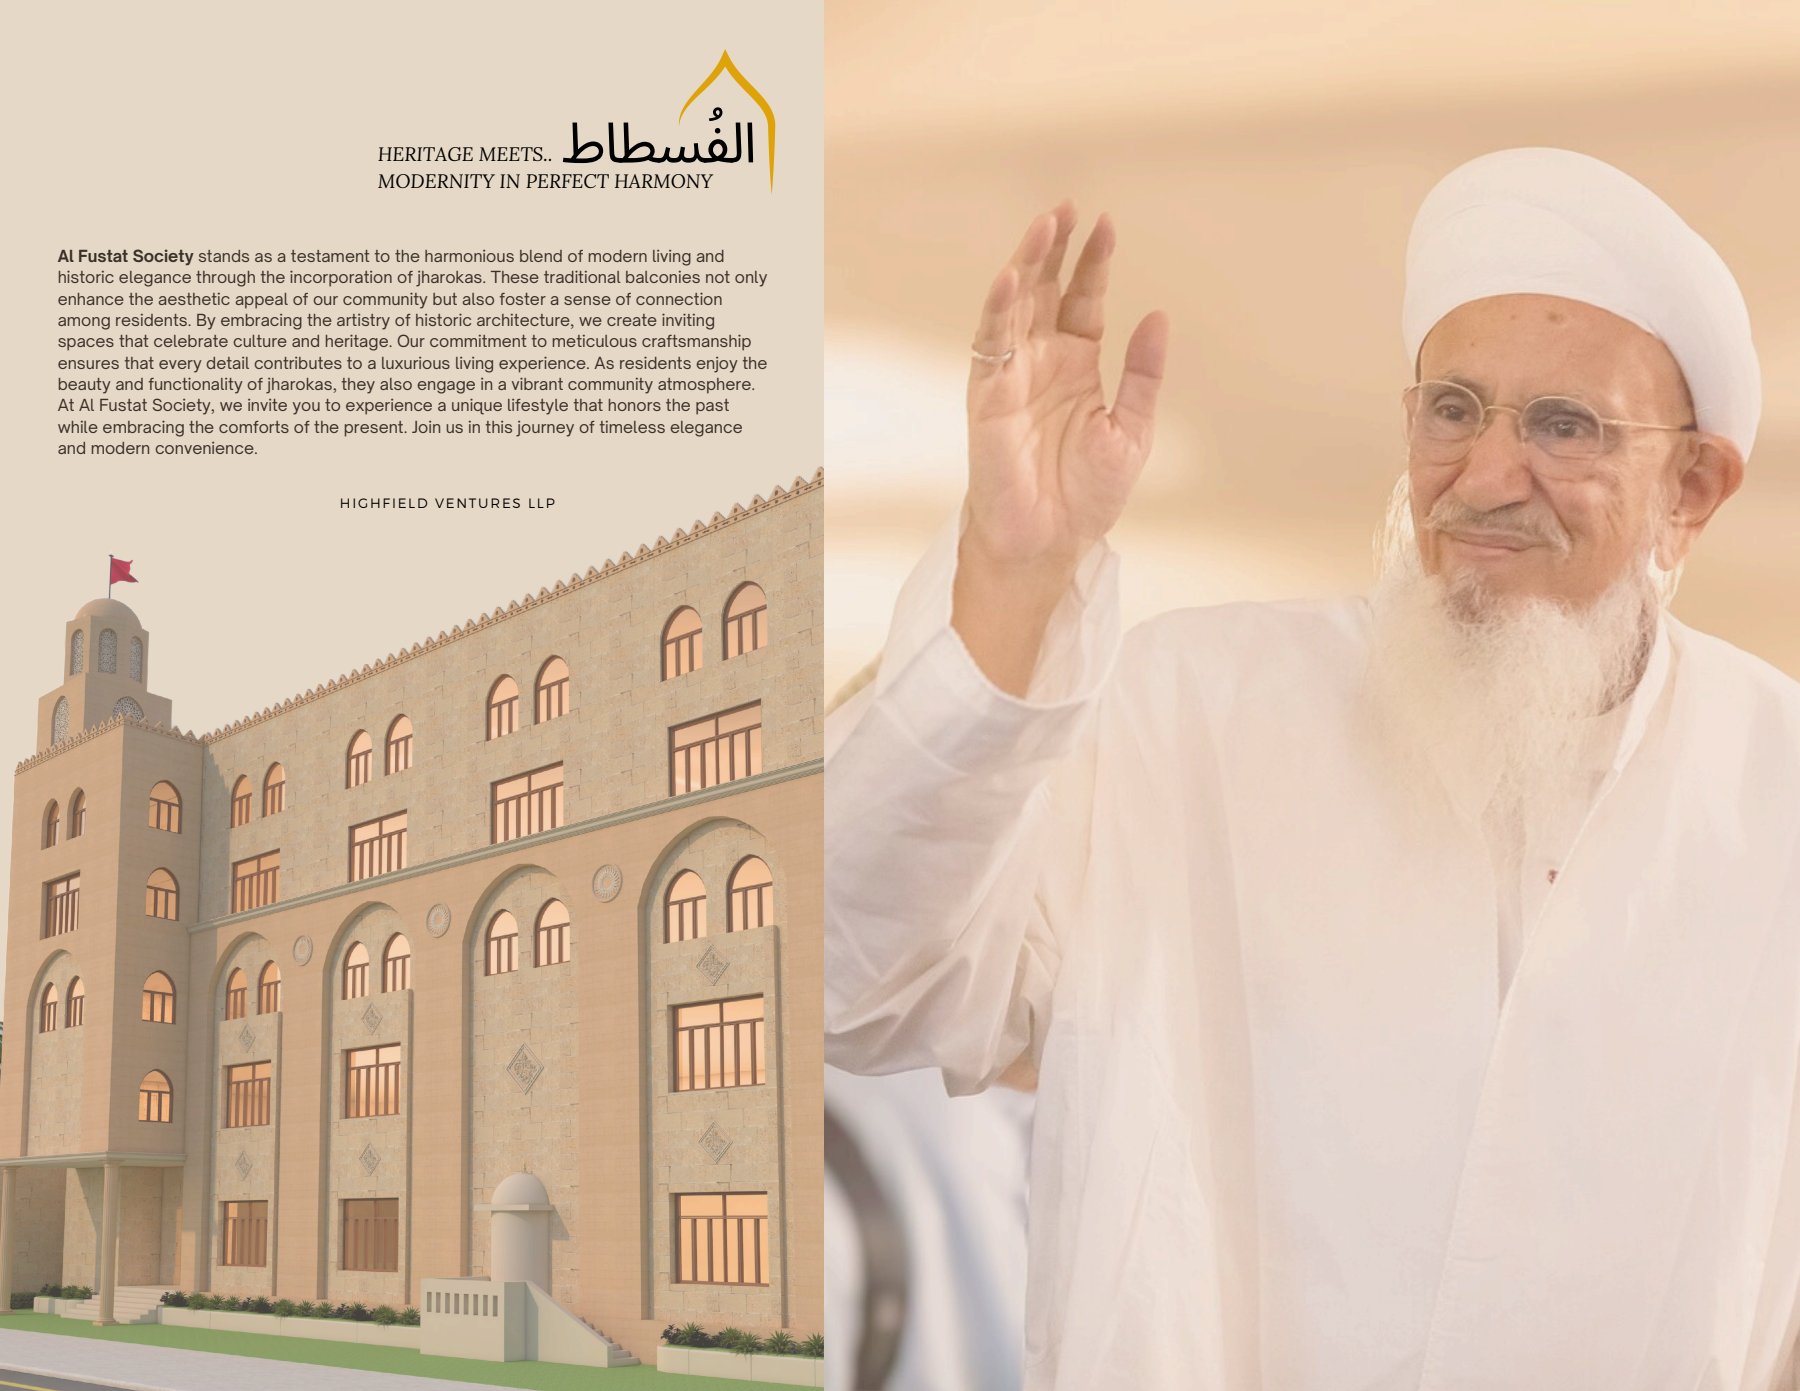 الفُسطاط
HERITAGE MEETS..
MODERNITY IN PERFECT HARMONY
Al Fustat Society stands as a testament to the harmonious blend of modern living and
historic elegance through the incorporation of jharokas. These traditional balconies not only
enhance the aesthetic appeal of our community but also foster a sense of connection
among residents. By embracing the artistry of historic architecture, we create inviting
spaces that celebrate culture and heritage. Our commitment to meticulous craftsmanship
ensures that every detail contributes to a luxurious living experience. As residents enjoy the
beauty and functionality of jharokas, they also engage in a vibrant community atmosphere.
At Al Fustat Society, we invite you to experience a unique lifestyle that honors the past
while embracing the comforts of the present. Join us in this journey of timeless elegance
and modern convenience.
HIGHFIELD VENTURES LLP